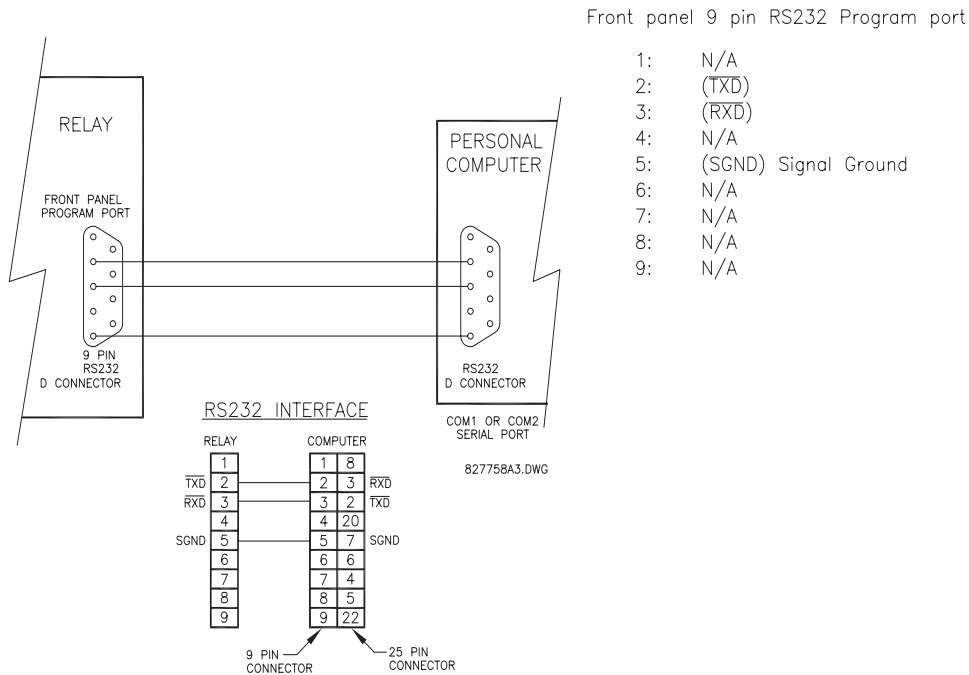 Front panel 9 pin RS232 Program port
1: N/A
2: (TXD)
3: (RXD)
4: N/A
5: (SGND) Signal Ground
6: N/A
7: N/A
8: N/A
9: N/A
RELAY
FRONT PANEL
PROGRAM PORT
9 PIN
RS232
D CONNECTOR
PERSONAL
COMPUTER
RS232
D CONNECTOR
COM1 OR COM2
SERIAL PORT
827758A3.DWG
RS232 INTERFACE
RELAY COMPUTER
1 1 8
TXD 2 2 3 RXD
RXD 3 3 2 TXD
4 4 20
SGND 5 5 7 SGND
6 6 6
7 7 4
8 8 5
9 9 22
9 PIN
CONNECTOR
25 PIN
CONNECTOR